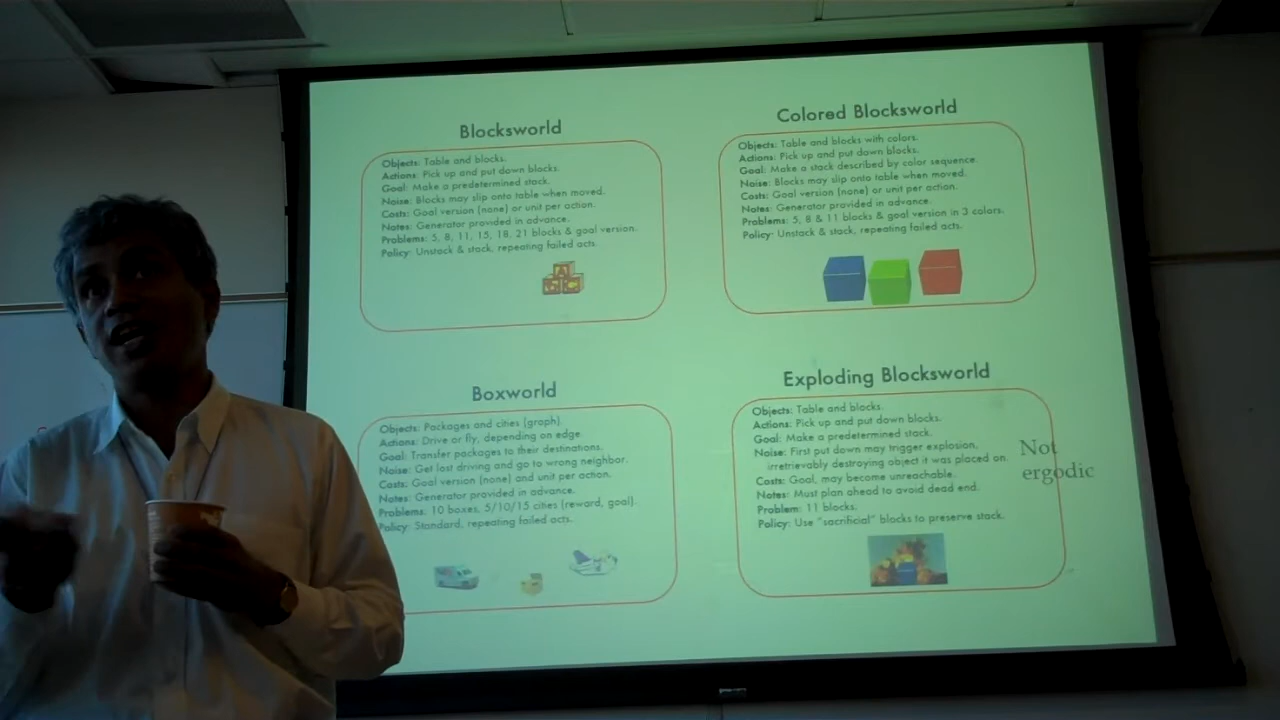 Blocksworld
Objects: Table and blocks.
Actions: Pick up and put down blocks.
Goal: Make a predetermined stack.
Noise: Blocks may slip onto table when moved.
Costs: Goal version (none) or unit per action.
Notes: Generator provided in advance.
Problems: 5, 8, 11, 15, 18, 21 blocks & goal version.
Policy: Unstack & stack, repeating failed acts.
A
C
Colored Blocksworld
Objects: Table and blocks with colors.
Actions: Pick up and put down blocks.
Goal: Make a stack described by color sequence.
Noise: Blocks may slip onto table when moved.
Costs: Goal version (none) or unit per action.
Notes: Generator provided in advance.
Problems: 5, 8 & 11 blocks & goal version in 3 colors.
Policy: Unstack & stack, repeating failed acts.
Boxworld
Objects: Packages and cities (graph).
Actions: Drive or fly, depending on edge.
Goal: Transfer packages to their destinations.
Noise: Get lost driving and go to wrong neighbor.
Costs: Goal version (none) and unit per action.
Notes: Generator provided in advance.
Problems: 10 boxes, 5/10/15 cities (reward, goal).
Policy: Standard, repeating failed acts.
Exploding Blocksworld
Objects: Table and blocks.
Actions: Pick up and put down blocks.
Goal: Make a predetermined stack.
Noise: First put down may trigger explosion,
irretrievably destroying object it was placed on.
Costs: Goal, may become unreachable.
Notes: Must plan ahead to avoid dead end.
Problem: 11 blocks.
Policy: Use "sacrificial" blocks to preserve stack.
Not
ergodic